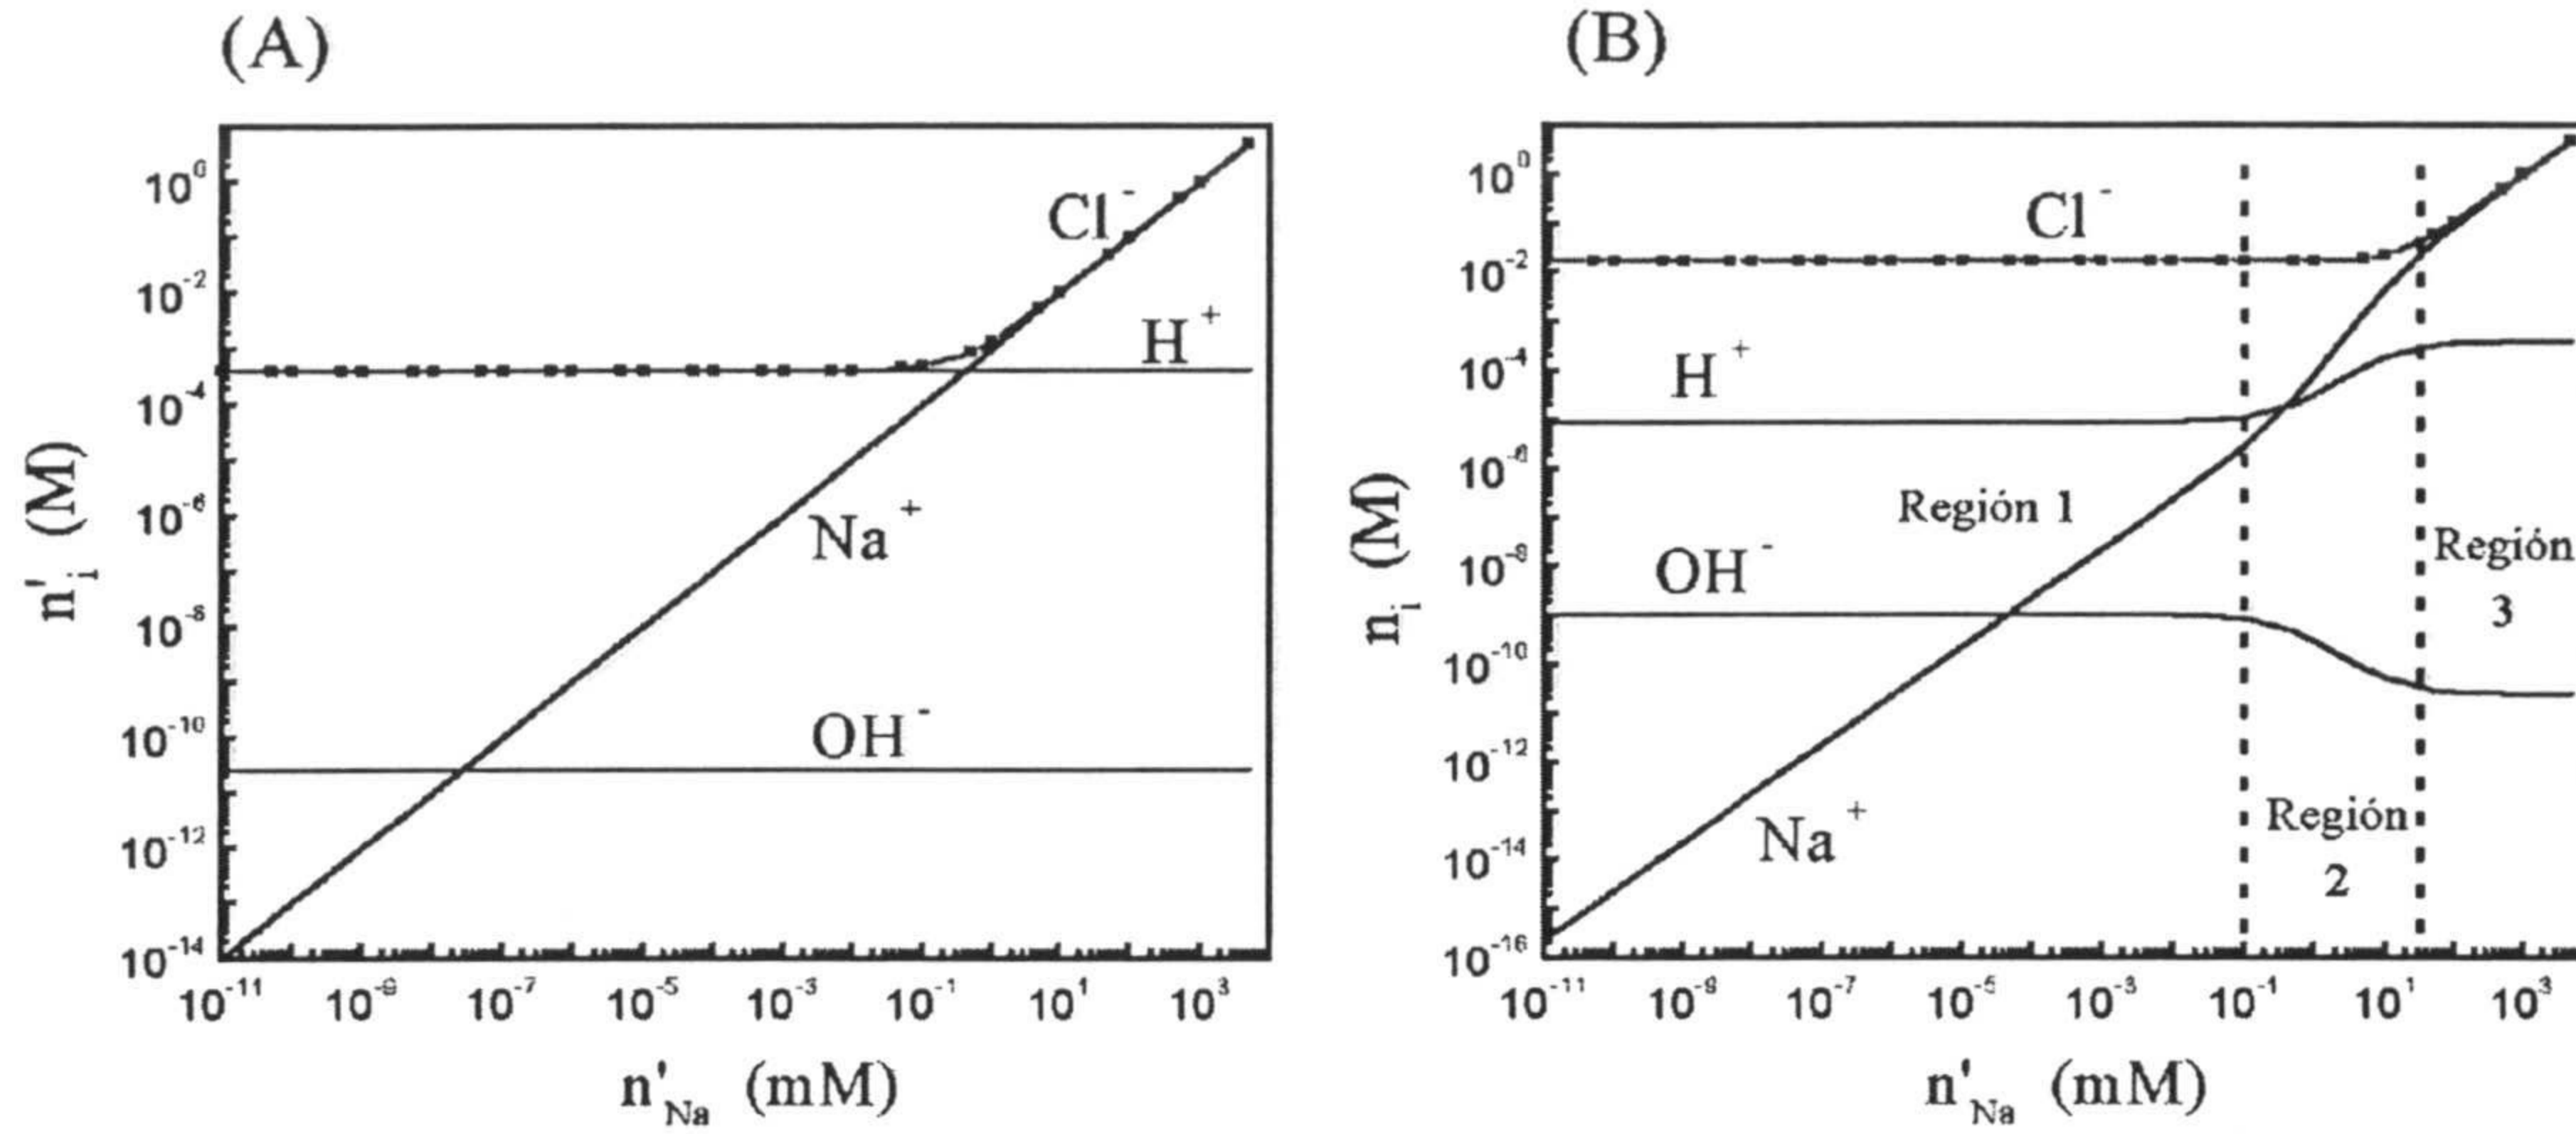 (A)
10⁰
10⁻²
10⁻⁴
10⁻⁶
10⁻⁸
10⁻¹⁰
10⁻¹²
10⁻¹⁴
n'ᵢ (M)
Cl⁻
H⁺
Na⁺
OH⁻
10⁻¹¹ 10⁻⁹ 10⁻⁷ 10⁻⁵ 10⁻³ 10⁻¹ 10¹ 10³
n'Na (mM)
(B)
10⁰
10⁻²
10⁻⁴
10⁻⁶
10⁻⁸
10⁻¹⁰
10⁻¹²
10⁻¹⁴
10⁻¹⁶
nᵢ (M)
Cl⁻
H⁺
Región 1
OH⁻
Región
3
Región
2
Na⁺
10⁻¹¹ 10⁻⁹ 10⁻⁷ 10⁻⁵ 10⁻³ 10⁻¹ 10¹ 10³
n'Na (mM)